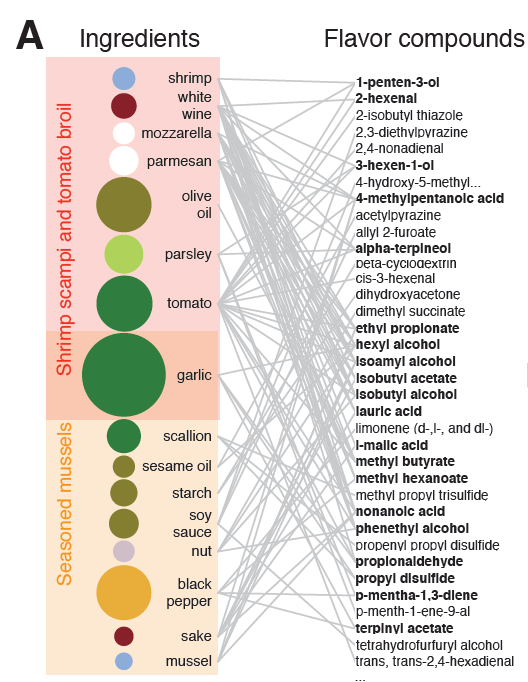 A
Ingredients
Flavor compounds
Shrimp scampi and tomato broil
Seasoned mussels
shrimp
white
wine
mozzarella
parmesan
olive
oil
parsley
tomato
garlic
scallion
sesame oil
starch
soy
sauce
nut
black
pepper
sake
mussel
1-penten-3-ol
2-hexenal
2-isobutyl thiazole
2,3-diethylpyrazine
2,4-nonadienal
3-hexen-1-ol
4-hydroxy-5-methyl...
4-methylpentanoic acid
acetylpyrazine
allyl 2-furoate
alpha-terpineol
beta-cyclodextrin
cis-3-hexenal
dihydroxyacetone
dimethyl succinate
ethyl propionate
hexyl alcohol
isoamyl alcohol
isobutyl acetate
isobutyl alcohol
lauric acid
limonene (d-,l-, and dl-)
l-malic acid
methyl butyrate
methyl hexanoate
methyl propyl trisulfide
nonanoic acid
phenethyl alcohol
propenyl propyl disulfide
propionaldehyde
propyl disulfide
p-mentha-1,3-diene
p-menth-1-ene-9-al
terpinyl acetate
tetrahydrofurfuryl alcohol
trans, trans-2,4-hexadienal
...